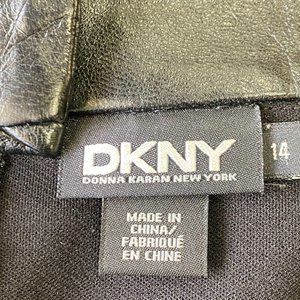 DKNY
DONNA KARAN NEW YORK
14
MADE IN
CHINA/
FABRIQUÉ
EN CHINE